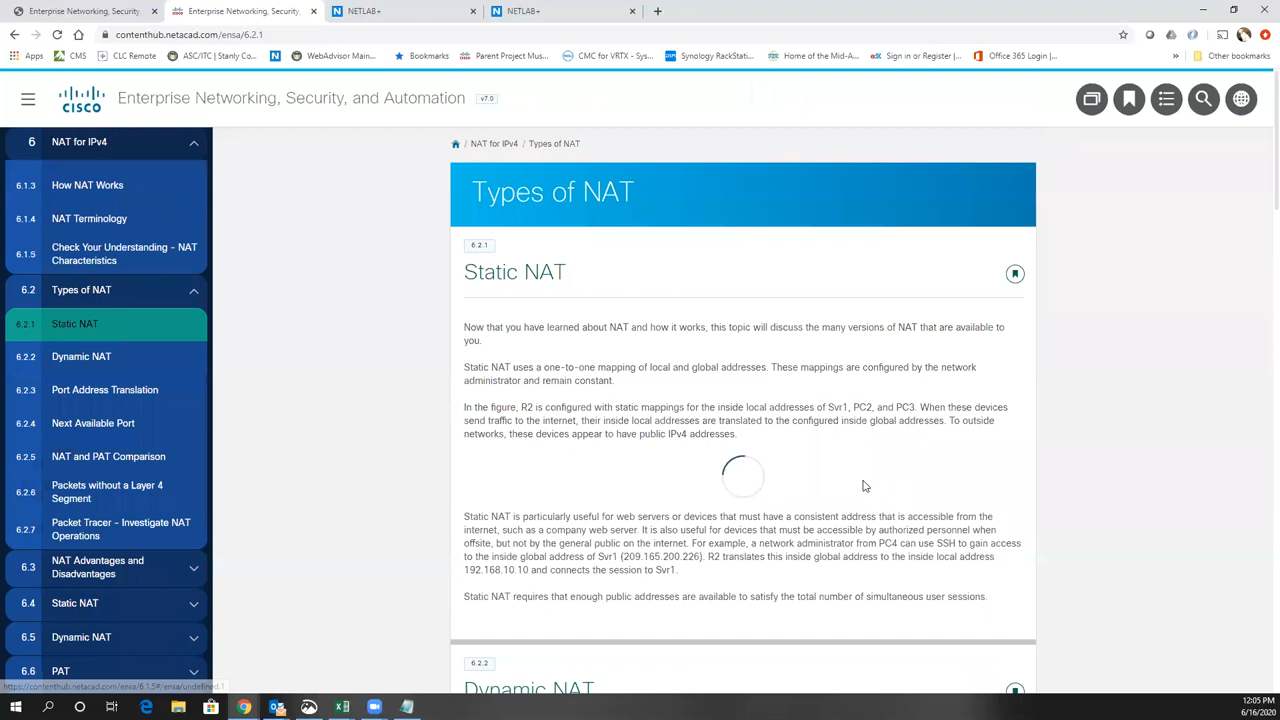 Enterprise Networking, Security, ×
Enterprise Networking, Security, ×
NETLAB+ ×
NETLAB+ ×
contenthub.netacad.com/ensa/6.2.1
Apps
CMS
CLC Remote
ASC/ITC | Stanly Co...
WebAdvisor Main...
Bookmarks
Parent Project Mus...
CMC for VRTX - Sys...
Synology RackStati...
Home of the Mid-A...
Sign in or Register |...
Office 365 Login |...
»
Other bookmarks
CISCO
Enterprise Networking, Security, and Automation v7.0
6 NAT for IPv4
6.1.3 How NAT Works
6.1.4 NAT Terminology
6.1.5 Check Your Understanding - NAT
Characteristics
6.2 Types of NAT
6.2.1 Static NAT
6.2.2 Dynamic NAT
6.2.3 Port Address Translation
6.2.4 Next Available Port
6.2.5 NAT and PAT Comparison
6.2.6 Packets without a Layer 4
Segment
6.2.7 Packet Tracer - Investigate NAT
Operations
6.3 NAT Advantages and
Disadvantages
6.4 Static NAT
6.5 Dynamic NAT
6.6 PAT
https://contenthub.netacad.com/ensa/6.1.5#/ensa/undefined.1
/ NAT for IPv4 / Types of NAT
Types of NAT
6.2.1
Static NAT
Now that you have learned about NAT and how it works, this topic will discuss the many versions of NAT that are available to
you.
Static NAT uses a one-to-one mapping of local and global addresses. These mappings are configured by the network
administrator and remain constant.
In the figure, R2 is configured with static mappings for the inside local addresses of Svr1, PC2, and PC3. When these devices
send traffic to the internet, their inside local addresses are translated to the configured inside global addresses. To outside
networks, these devices appear to have public IPv4 addresses.
Static NAT is particularly useful for web servers or devices that must have a consistent address that is accessible from the
internet, such as a company web server. It is also useful for devices that must be accessible by authorized personnel when
offsite, but not by the general public on the internet. For example, a network administrator from PC4 can use SSH to gain access
to the inside global address of Svr1 (209.165.200.226). R2 translates this inside global address to the inside local address
192.168.10.10 and connects the session to Svr1.
Static NAT requires that enough public addresses are available to satisfy the total number of simultaneous user sessions.
6.2.2
Dynamic NAT
12:05 PM
6/16/2020